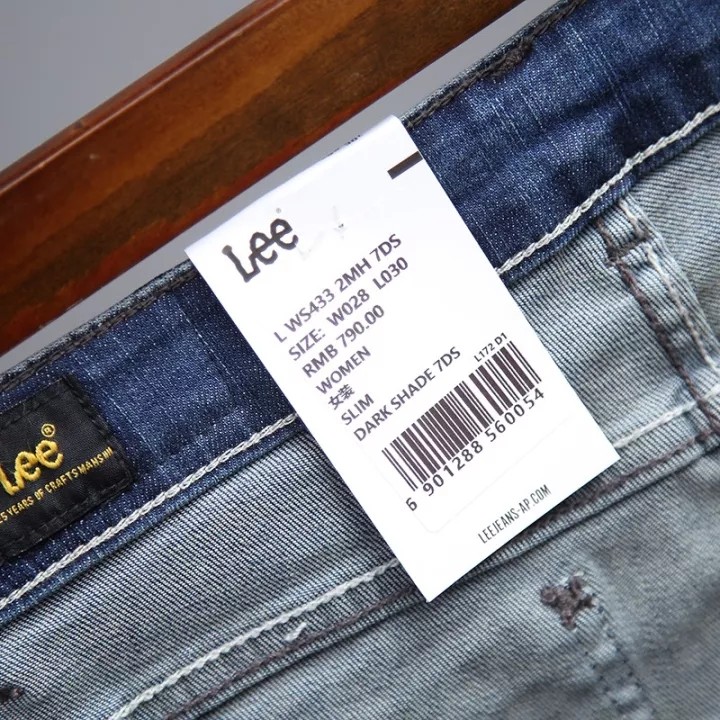 Lee
L WS433 2MH 7DS
SIZE: W028 L030
RMB 790.00
WOMEN
女装
SLIM
DARK SHADE 7DS
L172 D1
6 901288 560054
LEEJEANS-AP.COM
Lee®
5 YEARS OF CRAFTSMANSHI